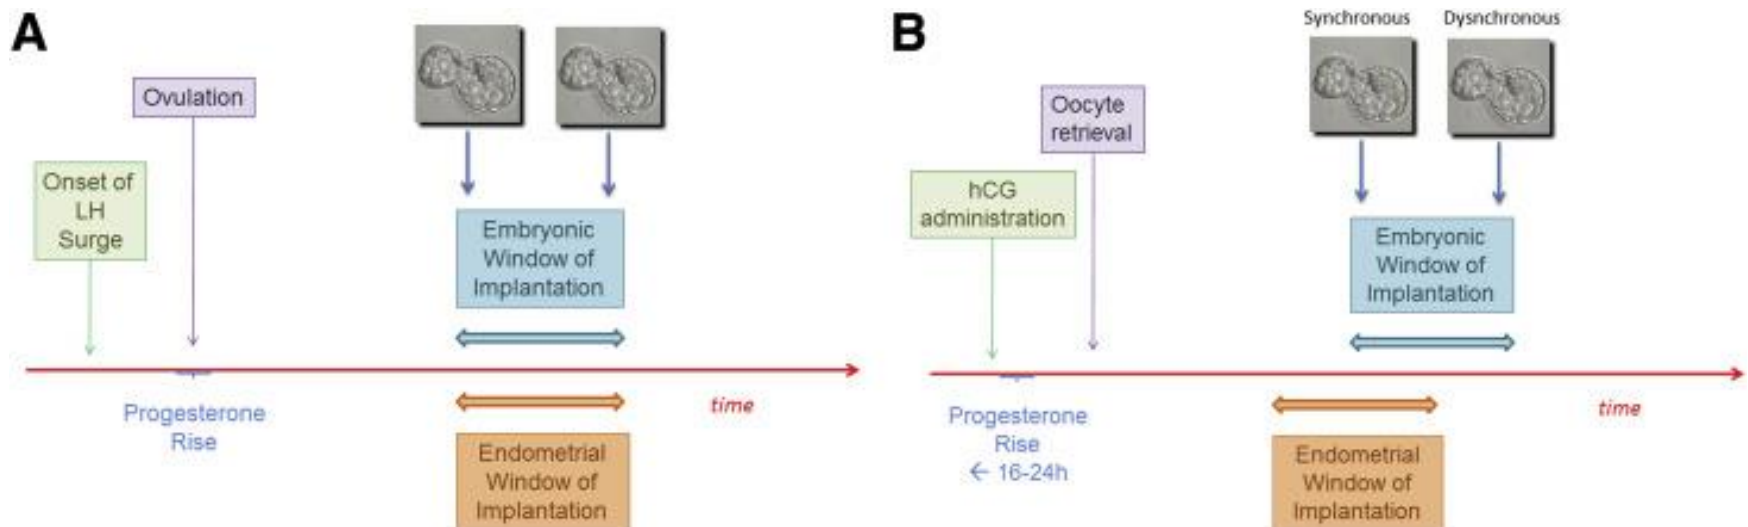 A
Ovulation
Onset of
LH
Surge
Embryonic
Window of
Implantation
Progesterone
Rise
time
Endometrial
Window of
Implantation
B
Synchronous
Dysnchronous
Oocyte
retrieval
hCG
administration
Embryonic
Window of
Implantation
Progesterone
Rise
← 16-24h
time
Endometrial
Window of
Implantation